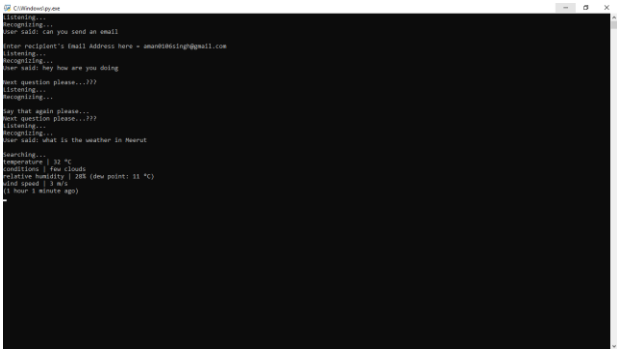 C:\Windows\py.exe
Listening...
Recognizing...
User said: can you send an email
Enter recipient's Email Address here = aman0106singh@gmail.com
Listening...
Recognizing...
User said: hey how are you doing
Next question please...???
Listening...
Recognizing...
Say that again please...
Next question please...???
Listening...
Recognizing...
User said: what is the weather in Meerut
Searching...
temperature | 32 °C
conditions | few clouds
relative humidity | 28% (dew point: 11 °C)
wind speed | 3 m/s
(1 hour 1 minute ago)